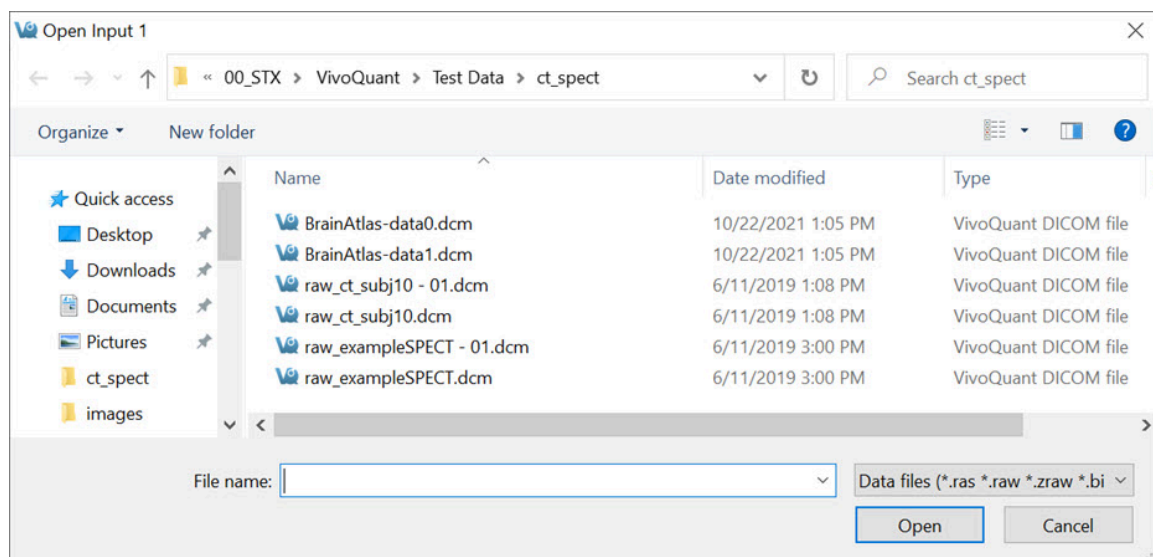 Open Input 1
« 00_STX > VivoQuant > Test Data > ct_spect
Search ct_spect
Organize
New folder
Name Date modified Type
Quick access
Desktop
Downloads
Documents
Pictures
ct_spect
images
BrainAtlas-data0.dcm 10/22/2021 1:05 PM VivoQuant DICOM file
BrainAtlas-data1.dcm 10/22/2021 1:05 PM VivoQuant DICOM file
raw_ct_subj10 - 01.dcm 6/11/2019 1:08 PM VivoQuant DICOM file
raw_ct_subj10.dcm 6/11/2019 1:08 PM VivoQuant DICOM file
raw_exampleSPECT - 01.dcm 6/11/2019 3:00 PM VivoQuant DICOM file
raw_exampleSPECT.dcm 6/11/2019 3:00 PM VivoQuant DICOM file
File name:
Data files (*.ras *.raw *.zraw *.bi
Open
Cancel